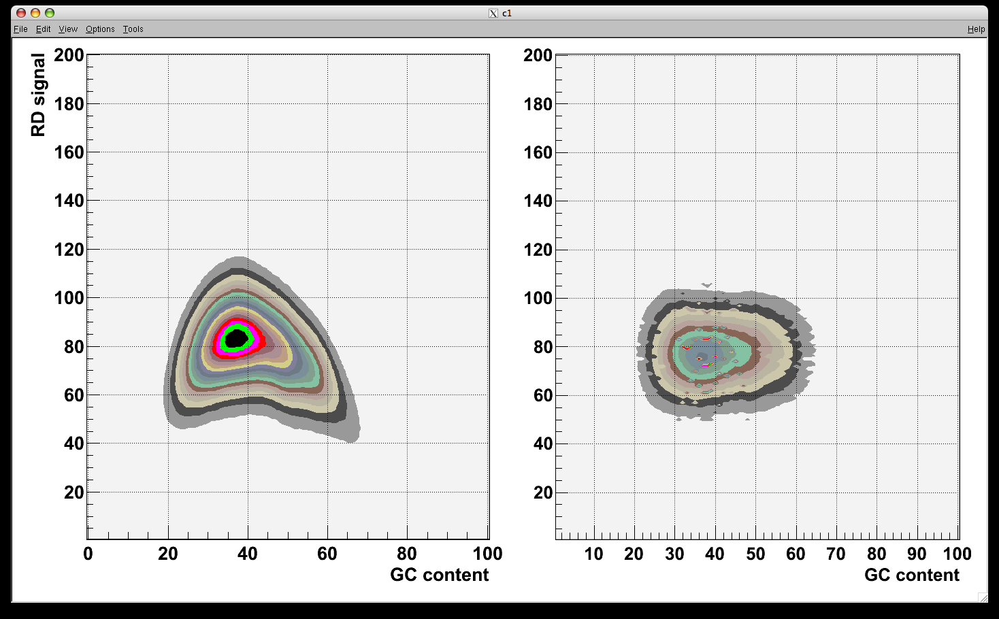 X c1
File Edit View Options Tools Help
RD signal
200
180
160
140
120
100
80
60
40
20
0 20 40 60 80 100
GC content
200
180
160
140
120
100
80
60
40
20
10 20 30 40 50 60 70 80 90 100
GC content